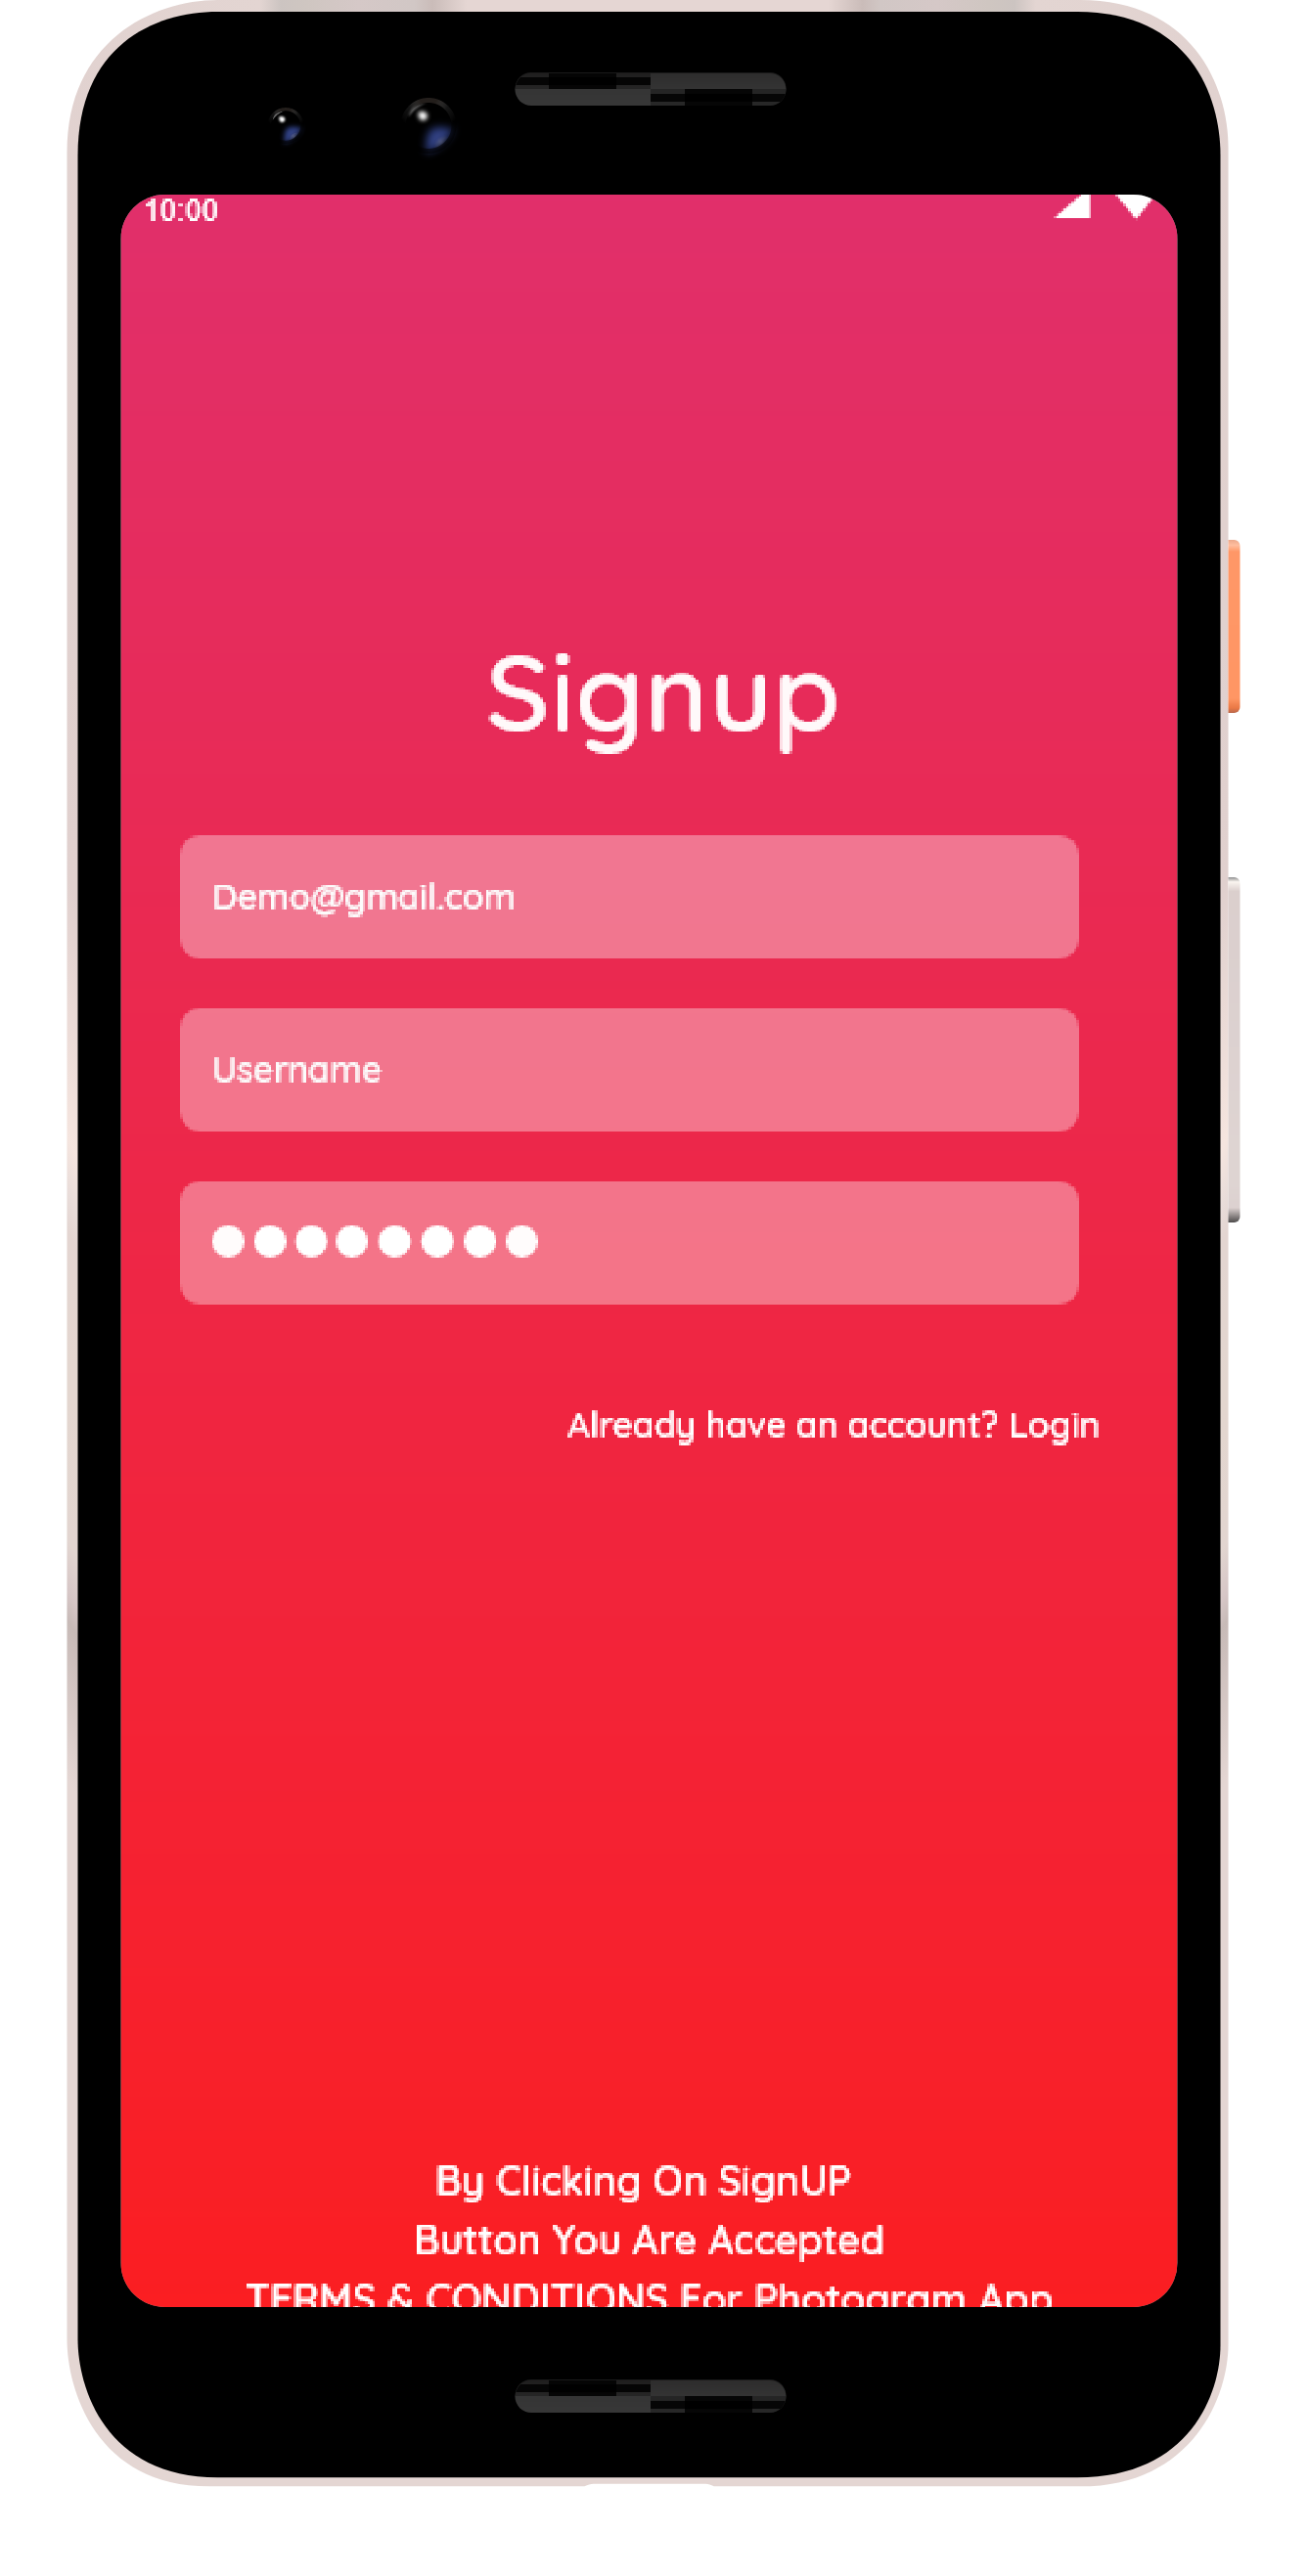 10:00
Signup
Demo@gmail.com
Username
Already have an account? Login
By Clicking On SignUP
Button You Are Accepted
TERMS & CONDITIONS For Photogram App